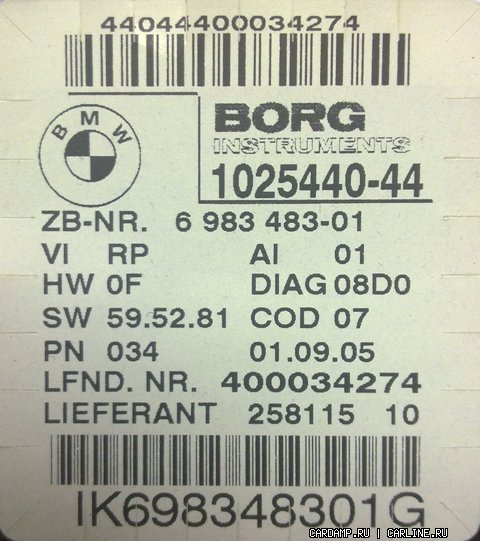 44044400034274
BMW
BORG
INSTRUMENTS
1025440-44
ZB-NR. 6 983 483-01
VI RP AI 01
HW 0F DIAG 08D0
SW 59.52.81 COD 07
PN 034 01.09.05
LFND. NR. 400034274
LIEFERANT 258115 10
IK698348301G
CARDAMP.RU | CARLINE.RU